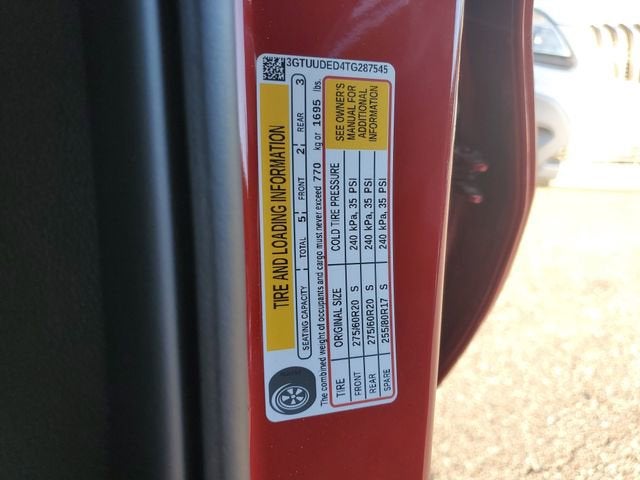 3GTUUDED4TG287545
TIRE AND LOADING INFORMATION
SEATING CAPACITY TOTAL 5 FRONT 2 REAR 3
The combined weight of occupants and cargo must never exceed 770 kg or 1695 lbs.
TIRE ORIGINAL SIZE COLD TIRE PRESSURE
FRONT 275/60R20 S 240 kPa, 35 PSI
REAR 275/60R20 S 240 kPa, 35 PSI
SPARE 255/80R17 S 240 kPa, 35 PSI
SEE OWNER'S
MANUAL FOR
ADDITIONAL
INFORMATION